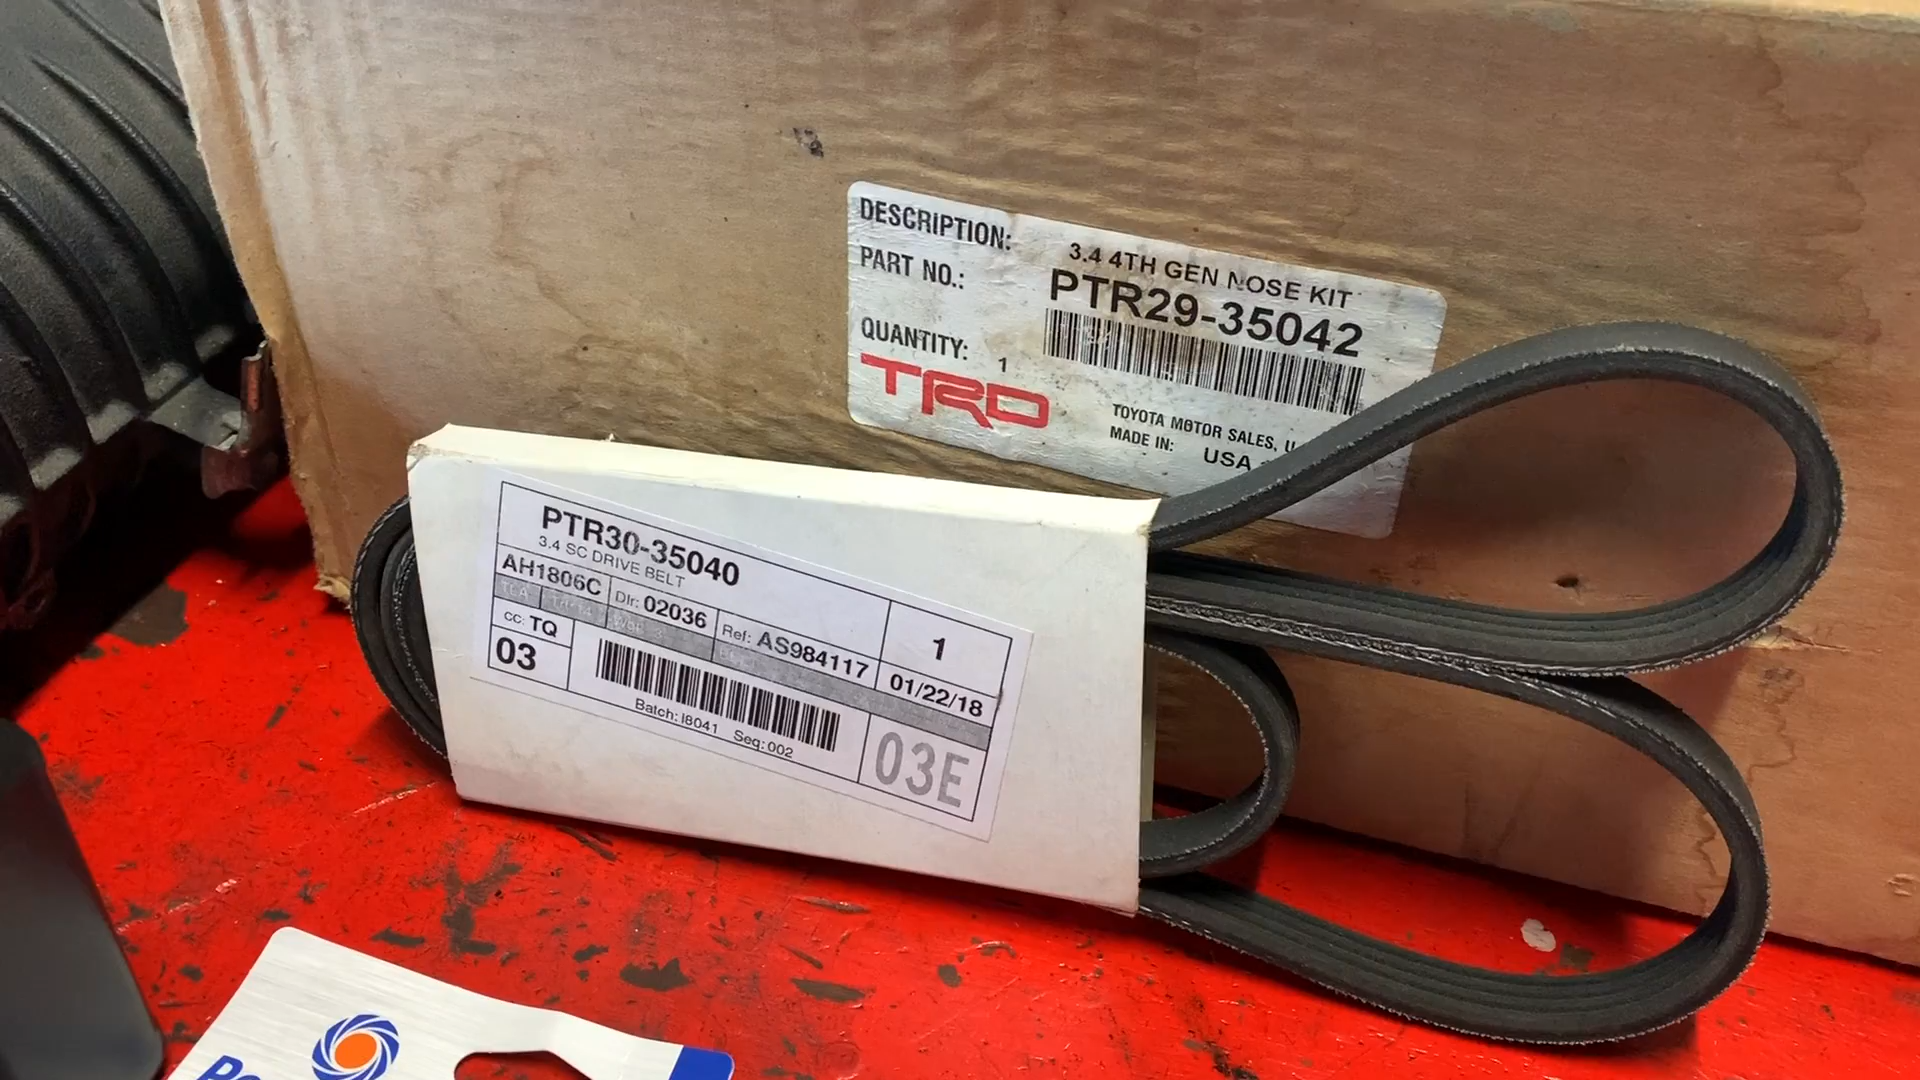 DESCRIPTION: 3.4 4TH GEN NOSE KIT
PART NO.: PTR29-35042
QUANTITY: 1
TRD
TOYOTA MOTOR SALES, U
MADE IN: USA
PTR30-35040
3.4 SC DRIVE BELT
1
AH1806C Dlr: 02036 Ref: AS984117 01/22/18
CC: TQ
03
Batch: I8041 Seq: 002
03E